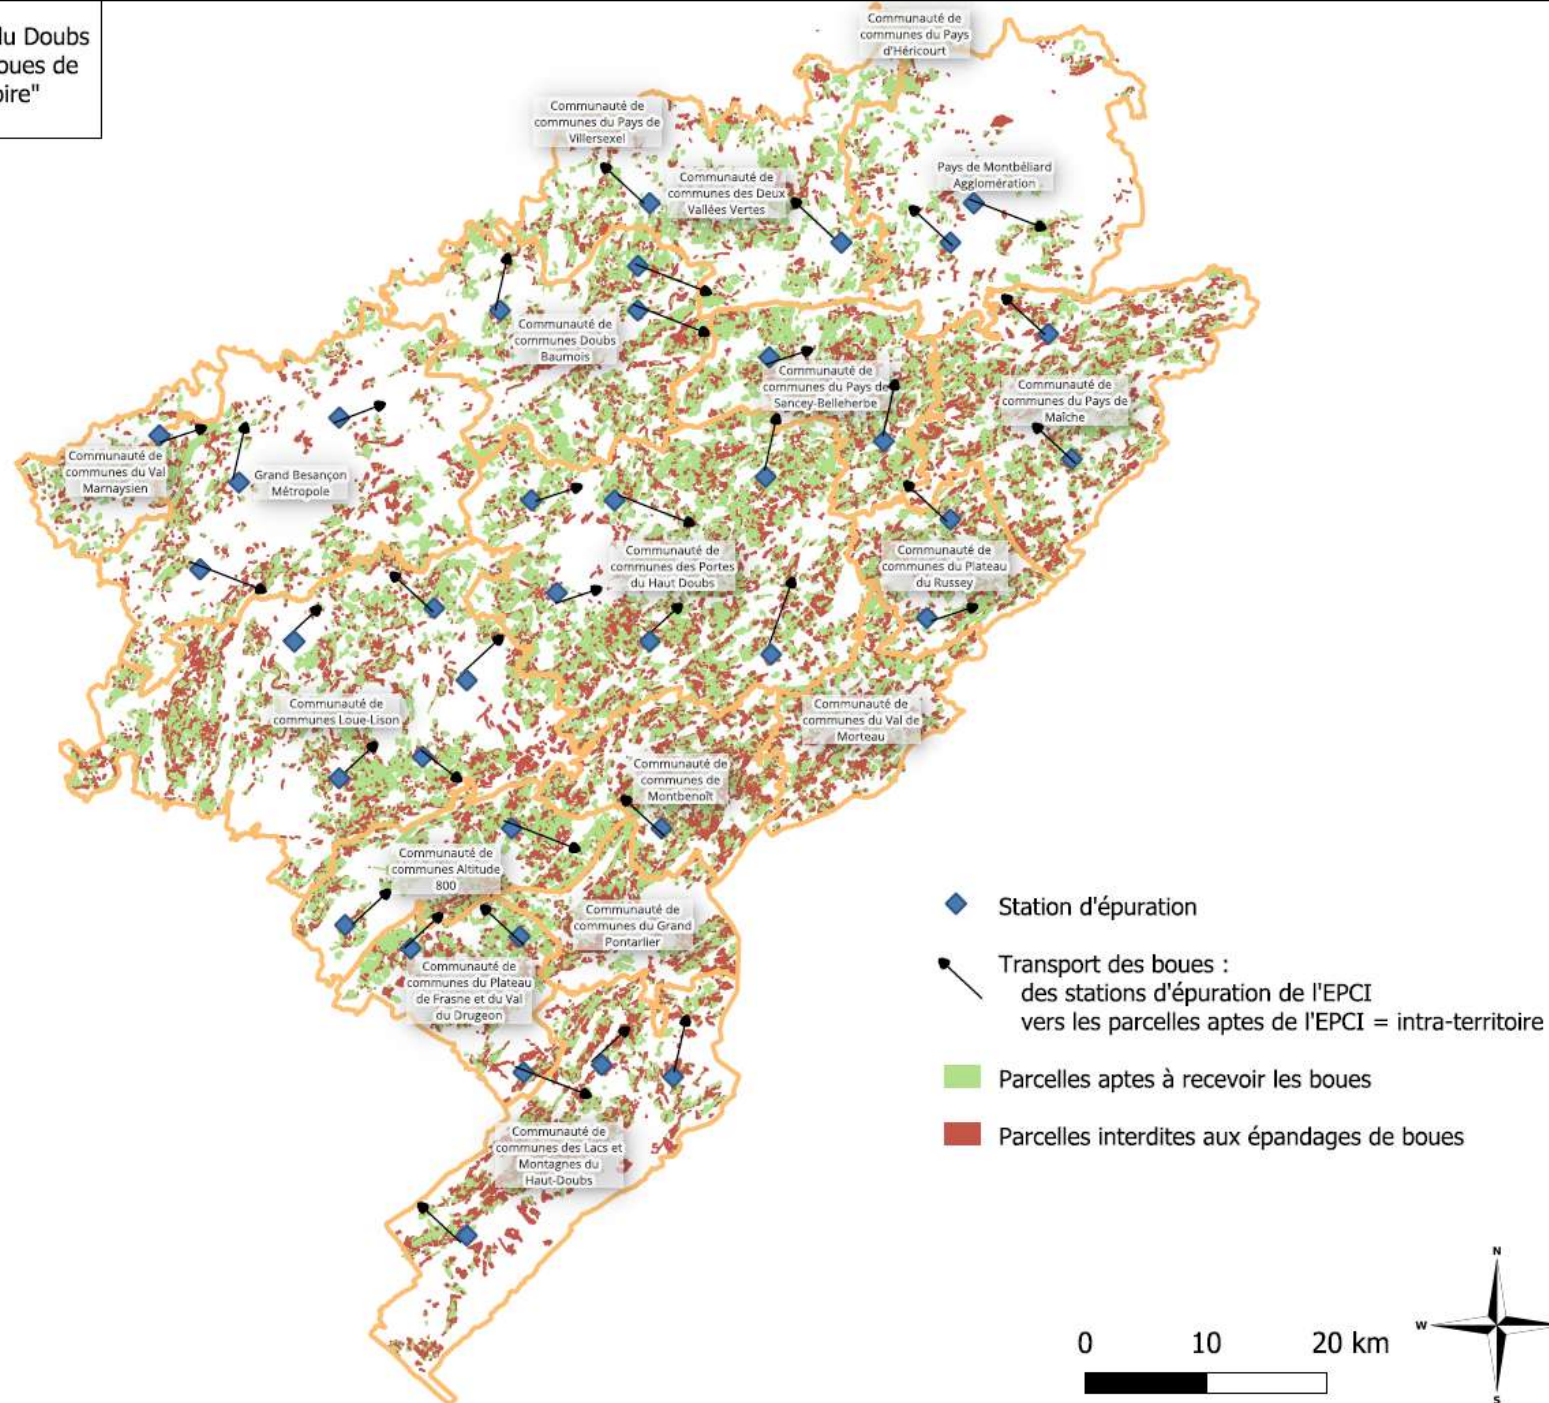 du Doubs
oues de
oire"
Communauté de
communes du Pays
d'Héricourt
Communauté de
communes du Pays de
Villersexel
Communauté de
communes des Deux
Vallées Vertes
Pays de Montbéliard
Agglomération
Communauté de
communes Doubs
Baumois
Communauté de
communes du Pays de
Sancey-Belleherbe
Communauté de
communes du Pays de
Maîche
Communauté de
communes du Val
Marnaysien
Grand Besançon
Métropole
Communauté de
communes des Portes
du Haut Doubs
Communauté de
communes du Plateau
du Russey
Communauté de
communes Loue-Lison
Communauté de
communes du Val de
Morteau
Communauté de
communes de
Montbenoît
Communauté de
communes Altitude
800
Communauté de
communes du Grand
Pontarlier
Communauté de
communes du Plateau
de Frasne et du Val
du Drugeon
Communauté de
communes des Lacs et
Montagnes du
Haut-Doubs
Station d'épuration
Transport des boues :
des stations d'épuration de l'EPCI
vers les parcelles aptes de l'EPCI = intra-territoire
Parcelles aptes à recevoir les boues
Parcelles interdites aux épandages de boues
0 10 20 km
N
W
S